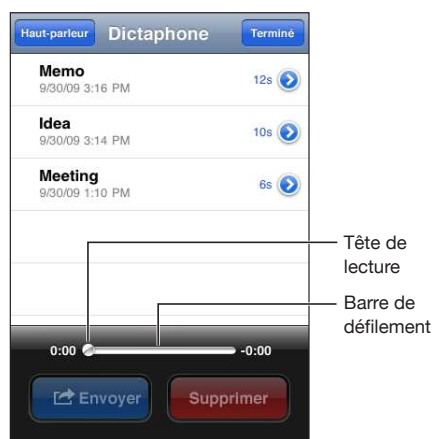 Haut-parleur Dictaphone Terminé
Memo
9/30/09 3:16 PM
12s
Idea
9/30/09 3:14 PM
10s
Meeting
9/30/09 1:10 PM
6s
Tête de
lecture
Barre de
défilement
0:00 -0:00
Envoyer Supprimer